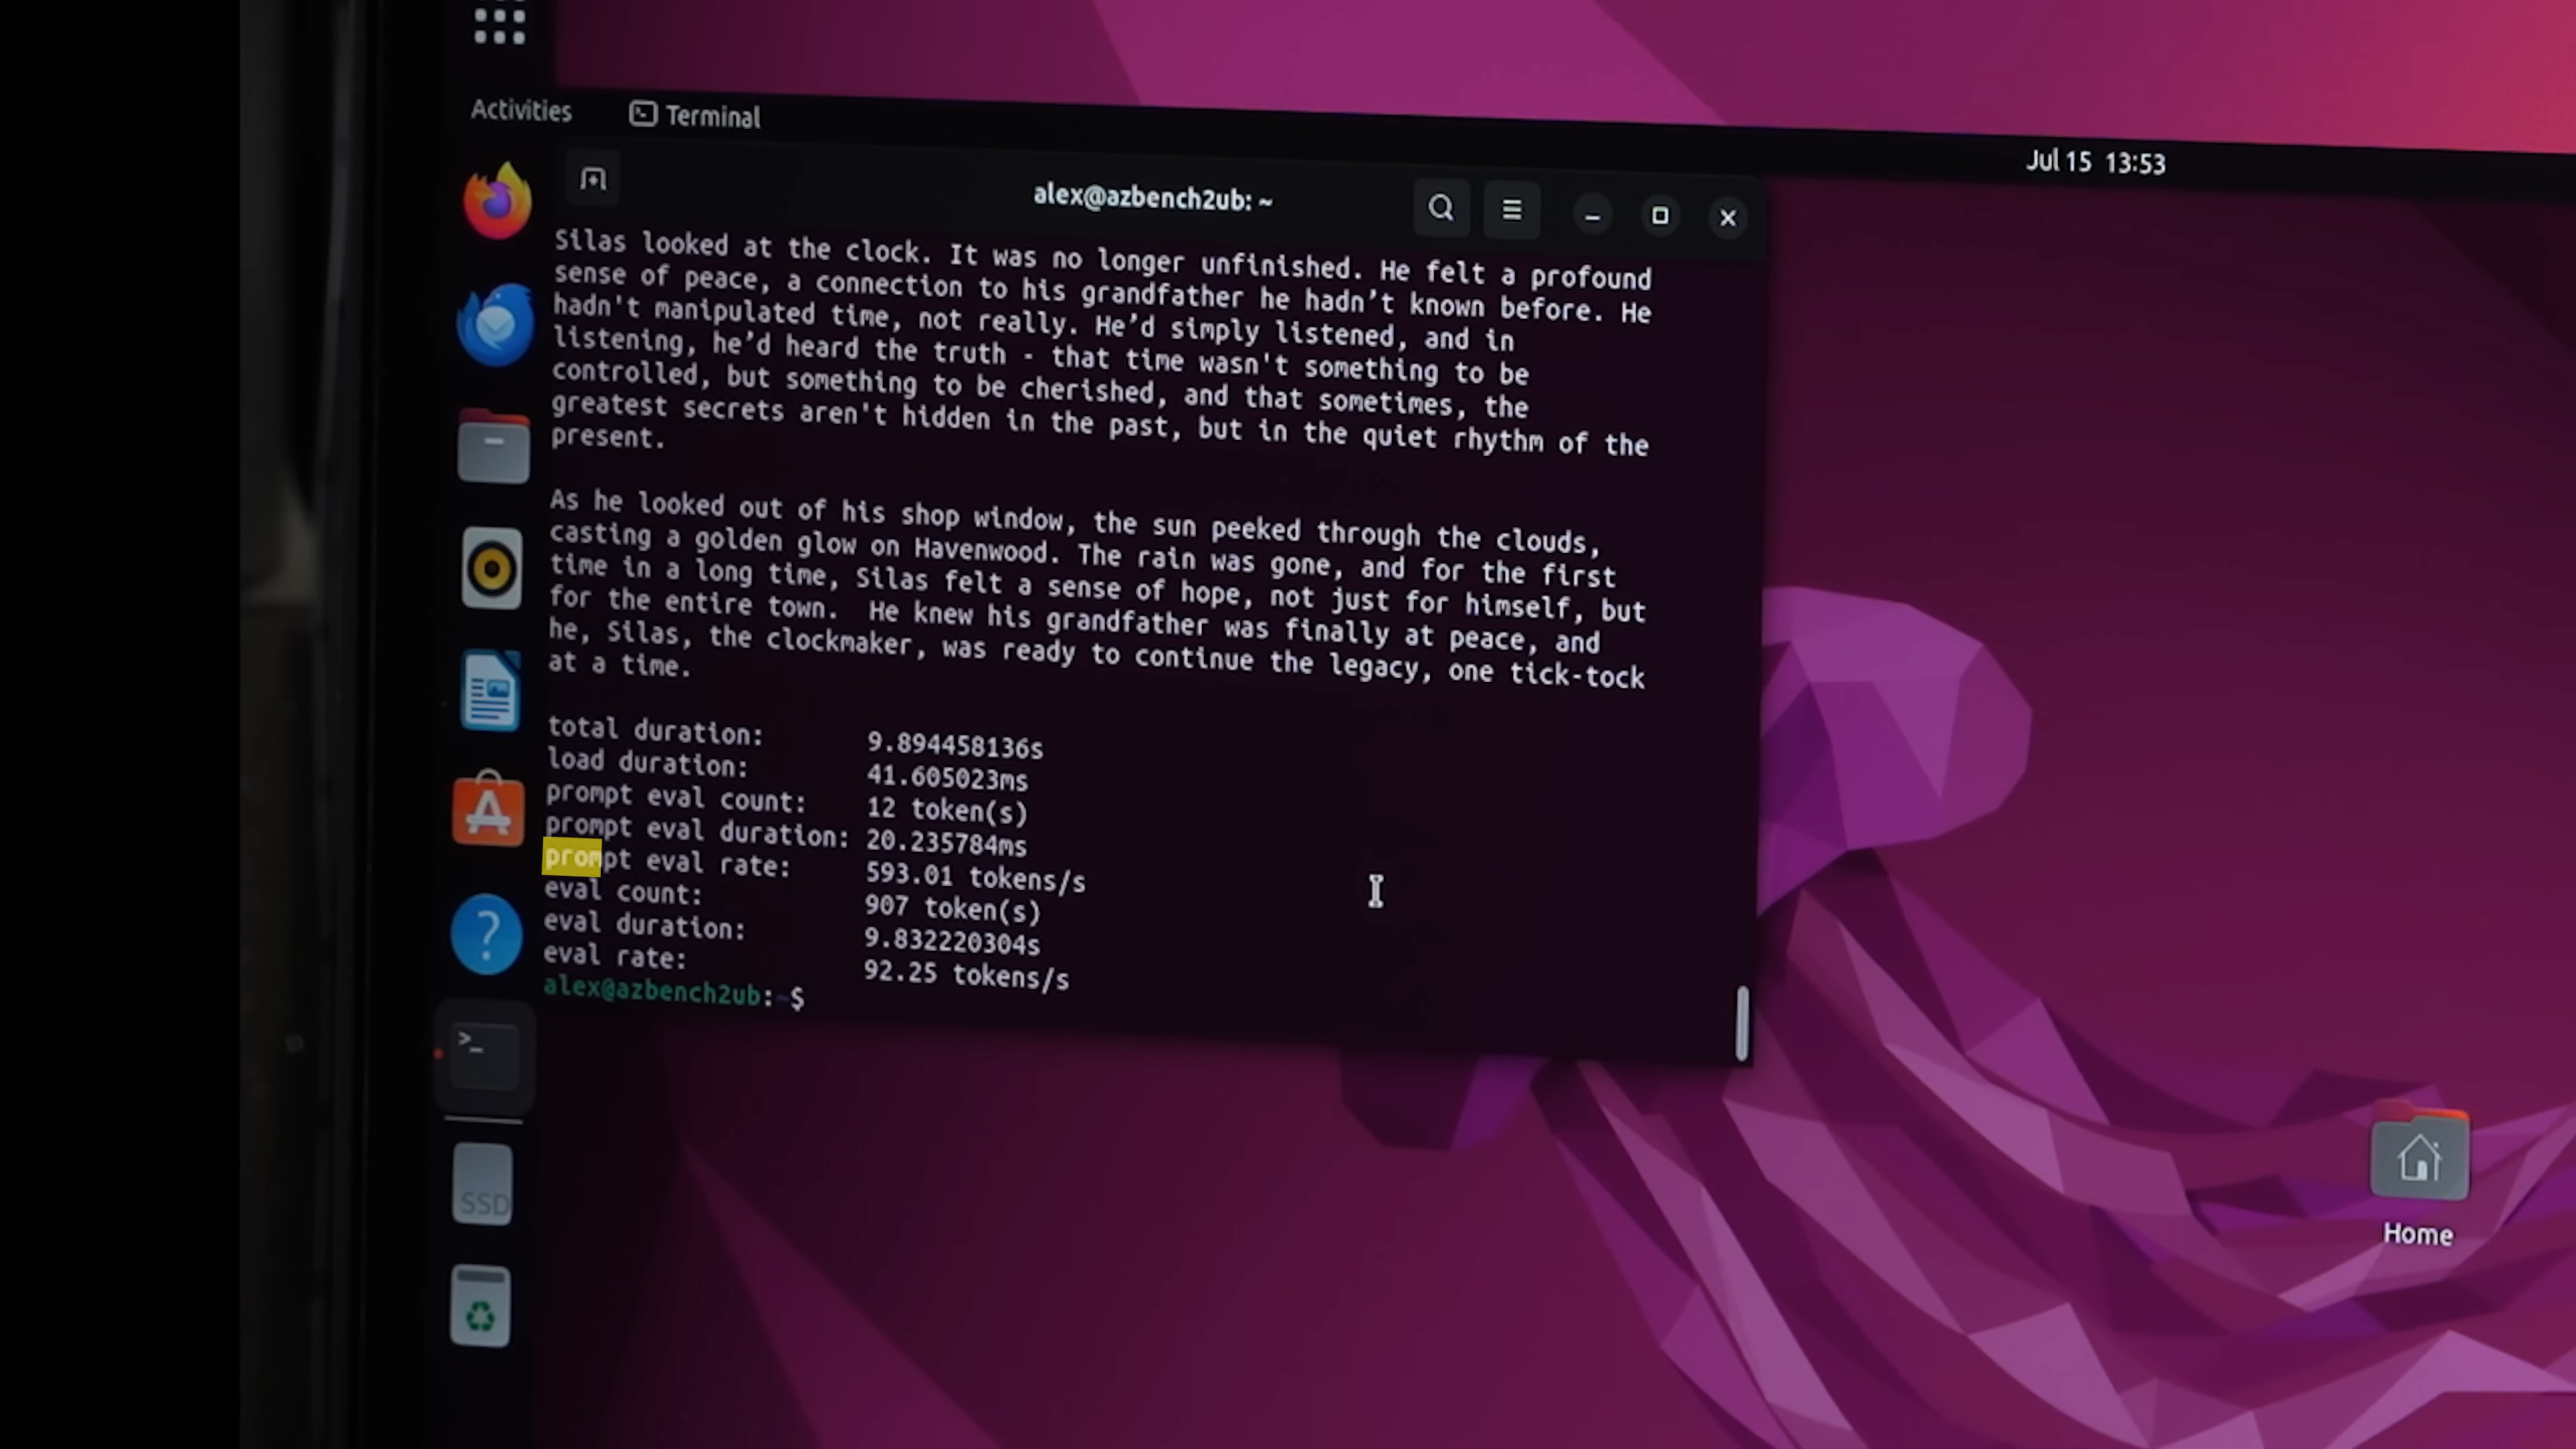 Activities
Terminal
Jul 15 13:53
alex@azbench2ub: ~
Silas looked at the clock. It was no longer unfinished. He felt a profound
sense of peace, a connection to his grandfather he hadn’t known before. He
hadn't manipulated time, not really. He’d simply listened, and in
listening, he’d heard the truth - that time wasn't something to be
controlled, but something to be cherished, and that sometimes, the
greatest secrets aren't hidden in the past, but in the quiet rhythm of the
present.
As he looked out of his shop window, the sun peeked through the clouds,
casting a golden glow on Havenwood. The rain was gone, and for the first
time in a long time, Silas felt a sense of hope, not just for himself, but
for the entire town.  He knew his grandfather was finally at peace, and
he, Silas, the clockmaker, was ready to continue the legacy, one tick-tock
at a time.
total duration: 9.894458136s
load duration: 41.605023ms
prompt eval count: 12 token(s)
prompt eval duration: 20.235784ms
prompt eval rate: 593.01 tokens/s
eval count: 907 token(s)
eval duration: 9.832220304s
eval rate: 92.25 tokens/s
alex@azbench2ub:~$
SSD
Home